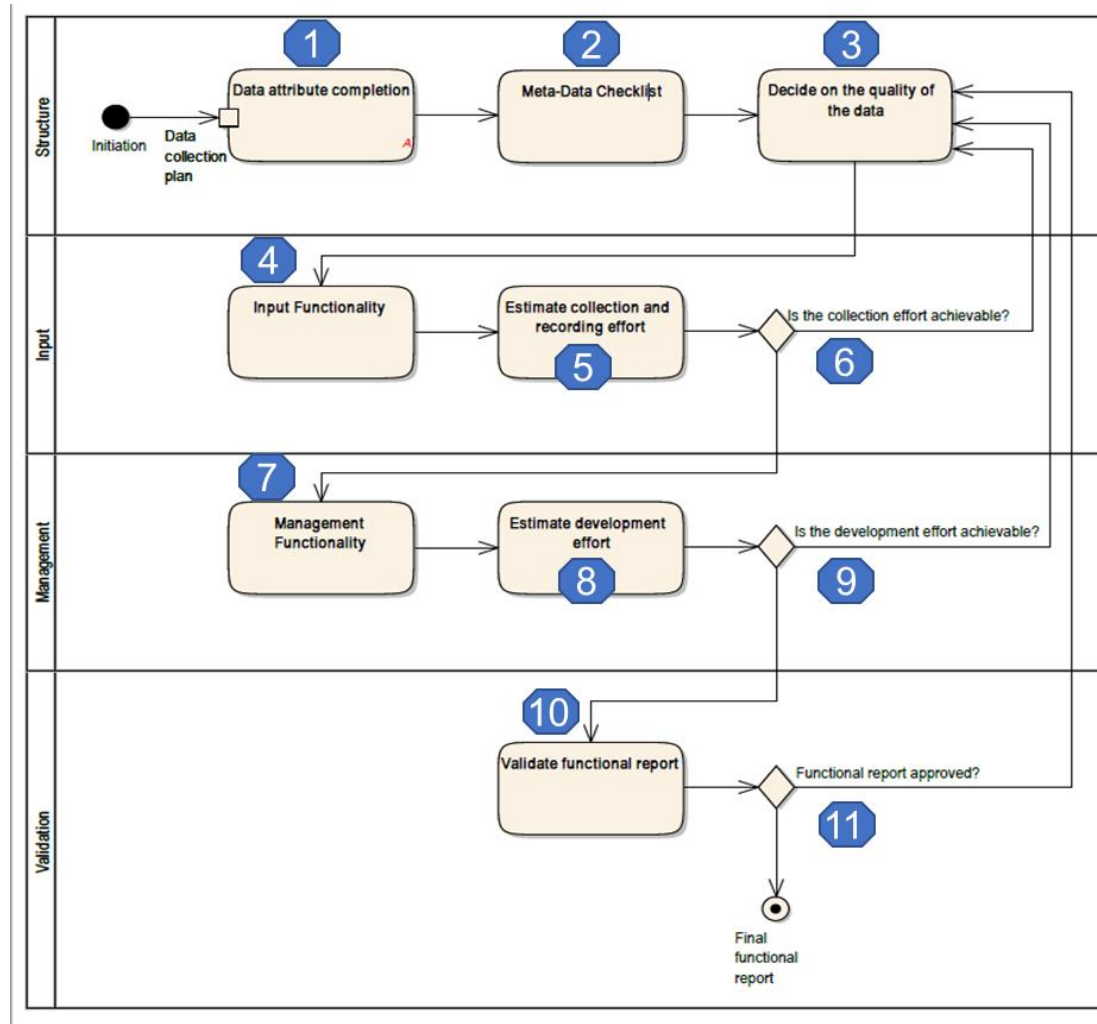 Structure
1
2
3
Data attribute completion
Meta-Data Checklist
Decide on the quality of
the data
A
Initiation
Data
collection
plan
Input
4
Input Functionality
Estimate collection and
recording effort
5
Is the collection effort achievable?
6
Management
7
Management
Functionality
Estimate development
effort
8
Is the development effort achievable?
9
Validation
10
Validate functional report
Functional report approved?
11
Final
functional
report